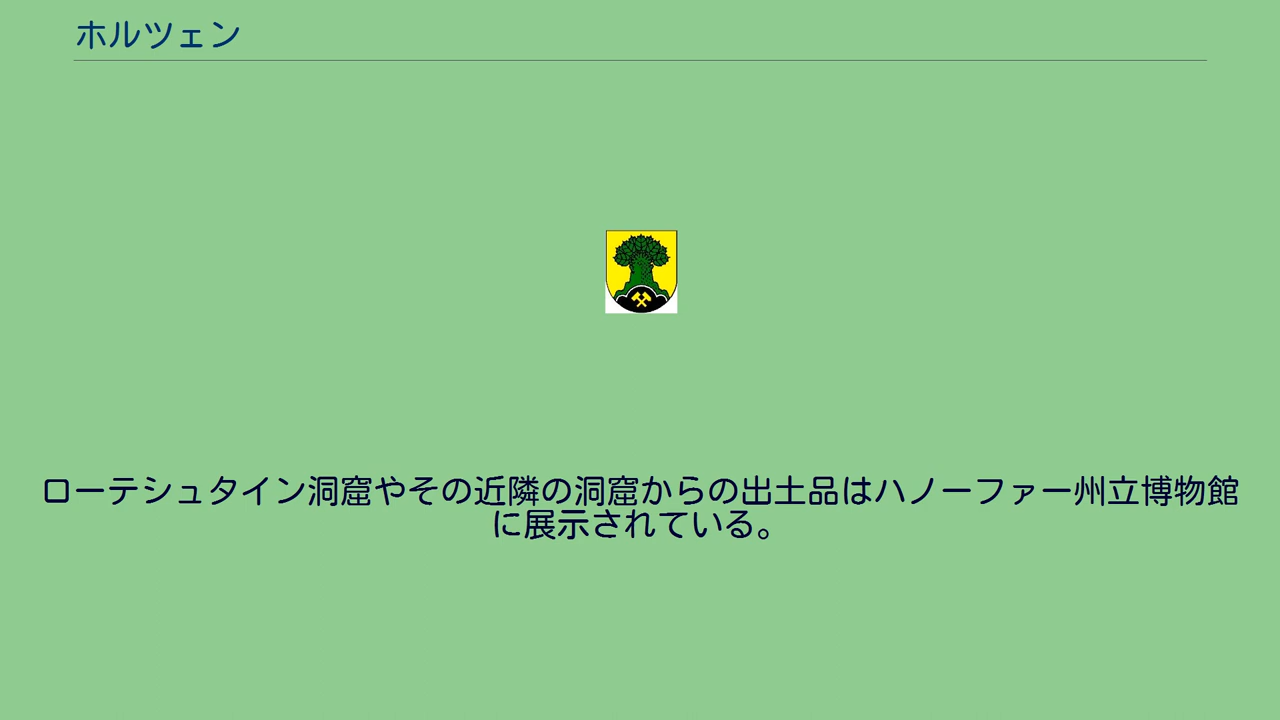 ホルツェン
ローテシュタイン洞窟やその近隣の洞窟からの出土品はハノーファー州立博物館
に展示されている。